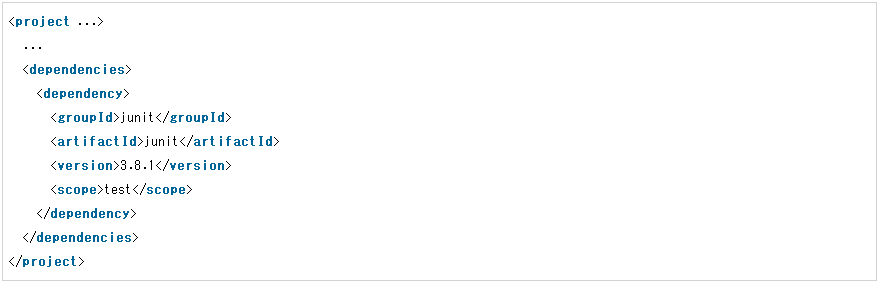 <project ...>
  ...
  <dependencies>
    <dependency>
      <groupId>junit</groupId>
      <artifactId>junit</artifactId>
      <version>3.8.1</version>
      <scope>test</scope>
    </dependency>
  </dependencies>
</project>